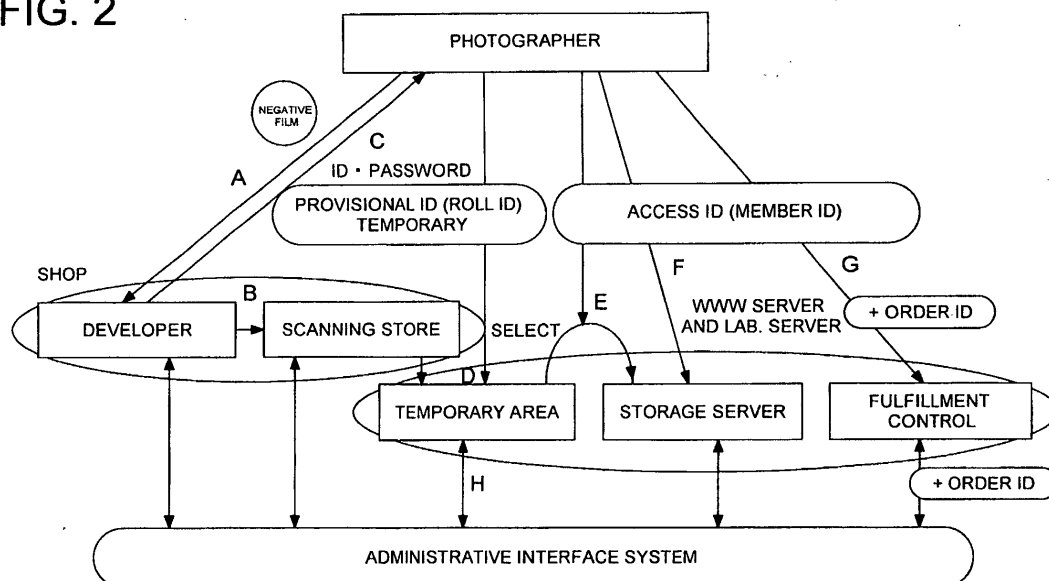 FIG. 2
PHOTOGRAPHER
NEGATIVE
FILM
A
C
ID · PASSWORD
PROVISIONAL ID (ROLL ID)
TEMPORARY
ACCESS ID (MEMBER ID)
SHOP
B
DEVELOPER
SCANNING STORE
SELECT
E
F
G
WWW SERVER
AND LAB. SERVER
+ ORDER ID
D
TEMPORARY AREA
STORAGE SERVER
FULFILLMENT
CONTROL
H
+ ORDER ID
ADMINISTRATIVE INTERFACE SYSTEM